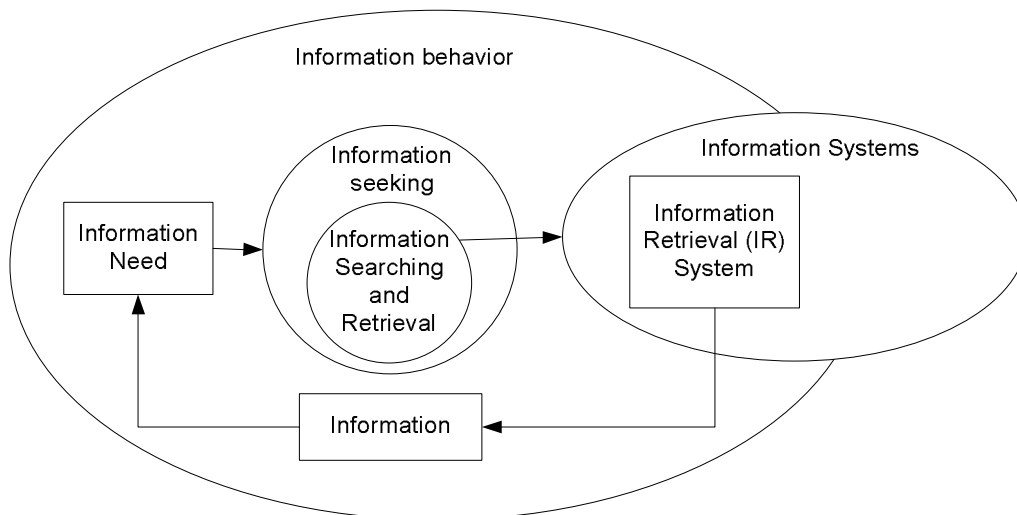 Information behavior
Information Systems
Information
seeking
Information
Need
Information
Searching
and
Retrieval
Information
Retrieval (IR)
System
Information